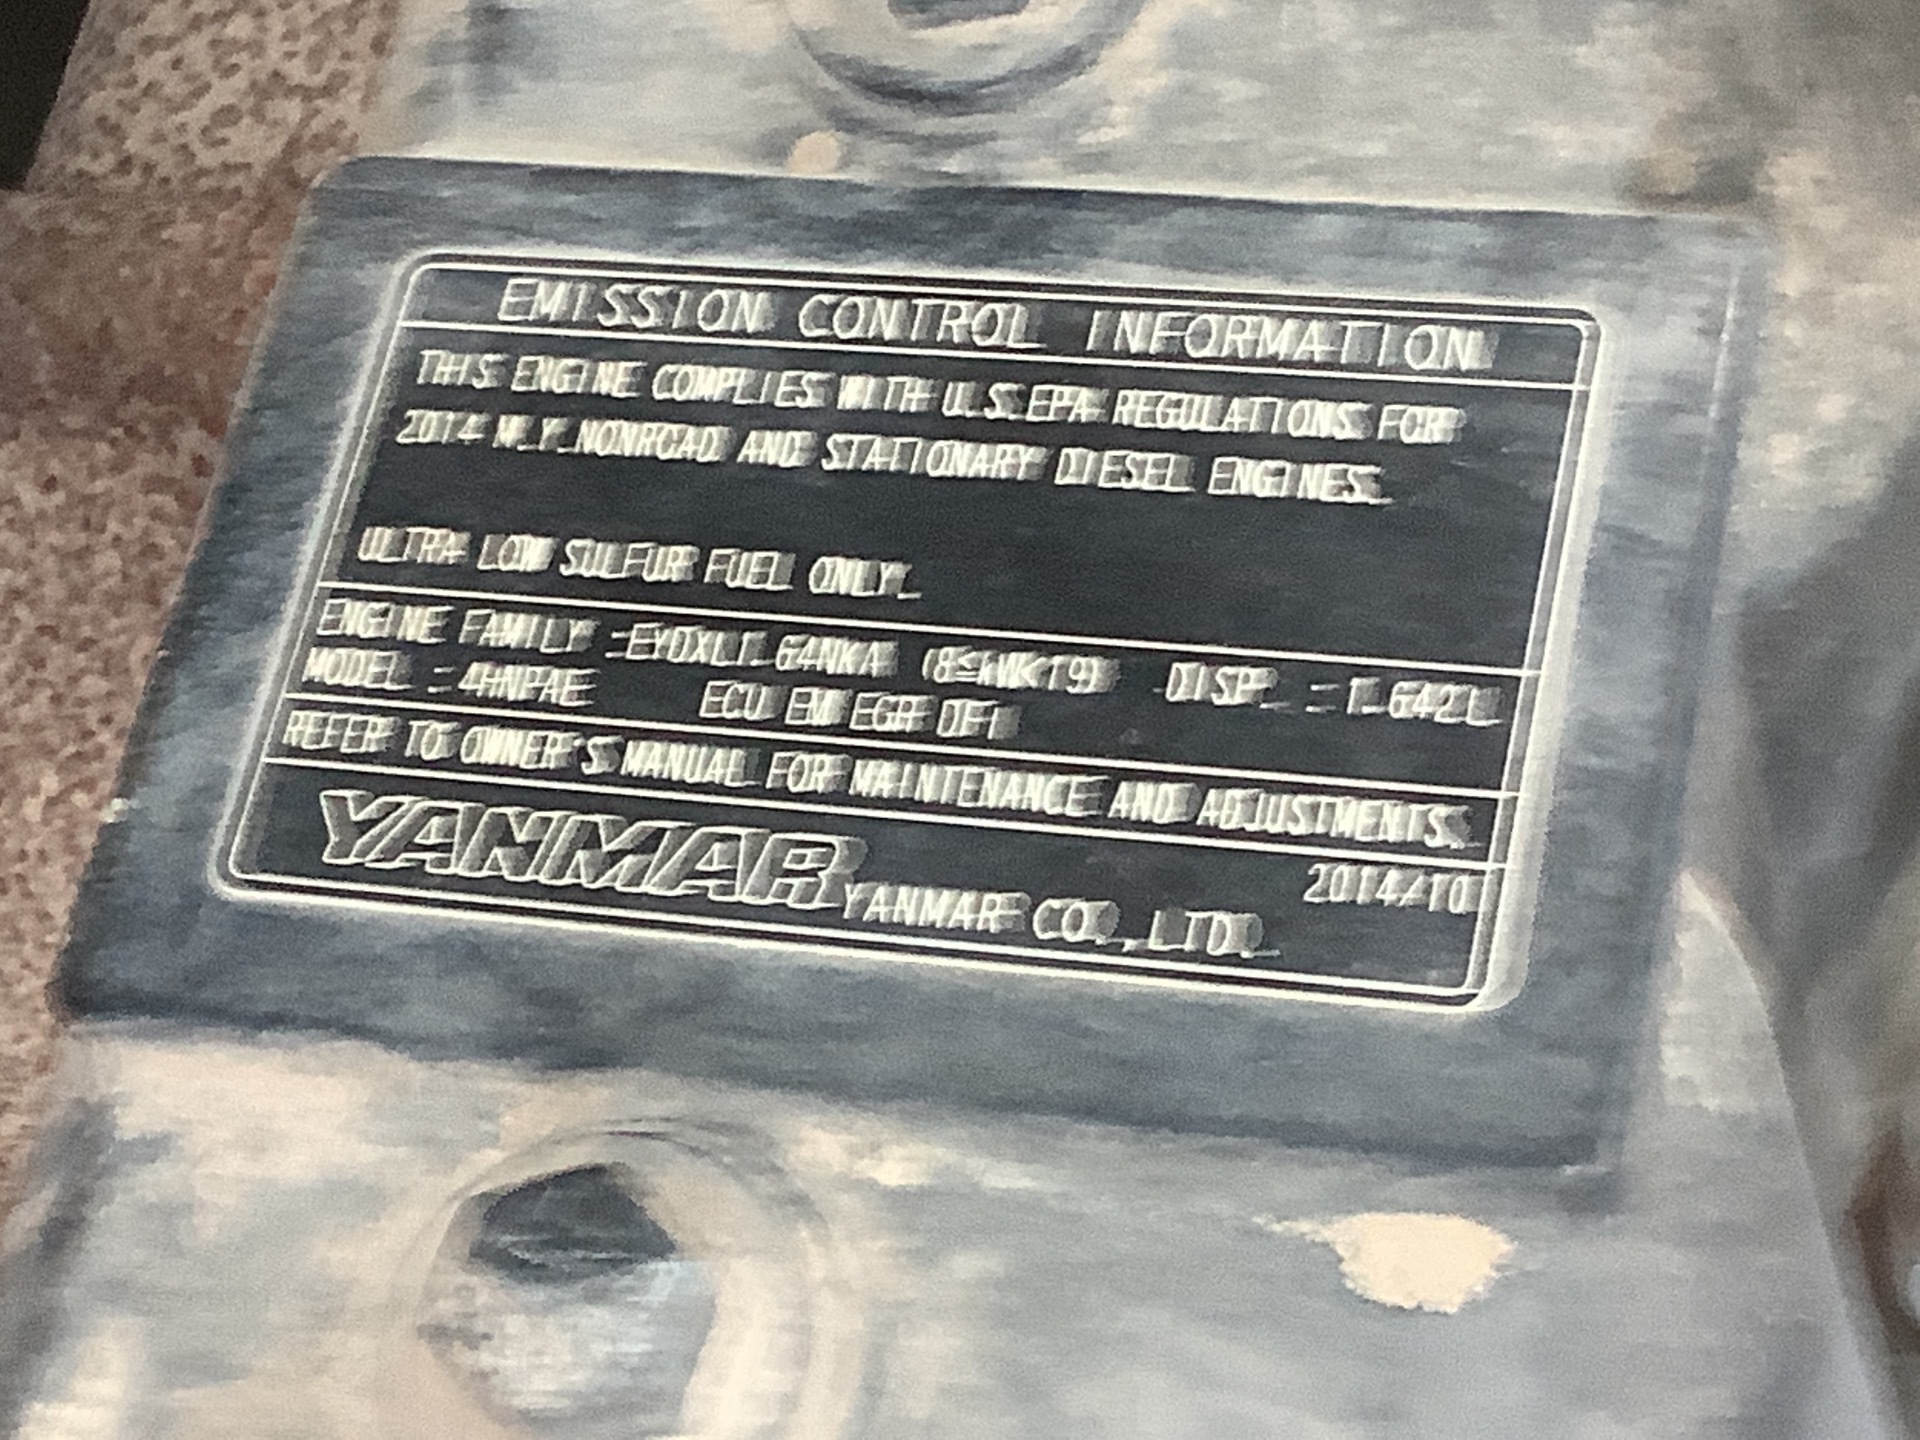 EMISSION CONTROL INFORMATION
THIS ENGINE COMPLIES WITH U.S.EPA REGULATIONS FOR
2014 M.Y.NONROAD AND STATIONARY DIESEL ENGINES.
ULTRA LOW SULFUR FUEL ONLY.
ENGINE FAMILY :EYDXL1.64NKA (8≤kW<19) DISP. :1.642L
MODEL :4HNPAE ECU EM EGR DFI
REFER TO OWNER'S MANUAL FOR MAINTENANCE AND ADJUSTMENTS.
2014/10
YANMAR YANMAR CO.,LTD.